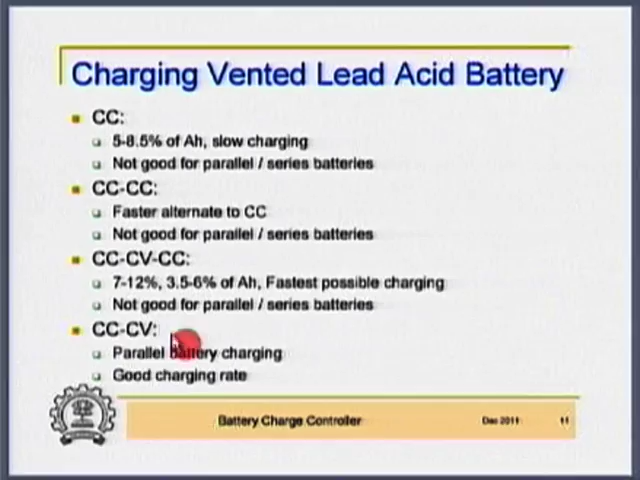 Charging Vented Lead Acid Battery
CC:
5-8.5% of Ah, slow charging
Not good for parallel / series batteries
CC-CC:
Faster alternate to CC
Not good for parallel / series batteries
CC-CV-CC:
7-12%, 3.5-6% of Ah, Fastest possible charging
Not good for parallel / series batteries
CC-CV:
Parallel battery charging
Good charging rate
Battery Charge Controller
Dec 2011
11